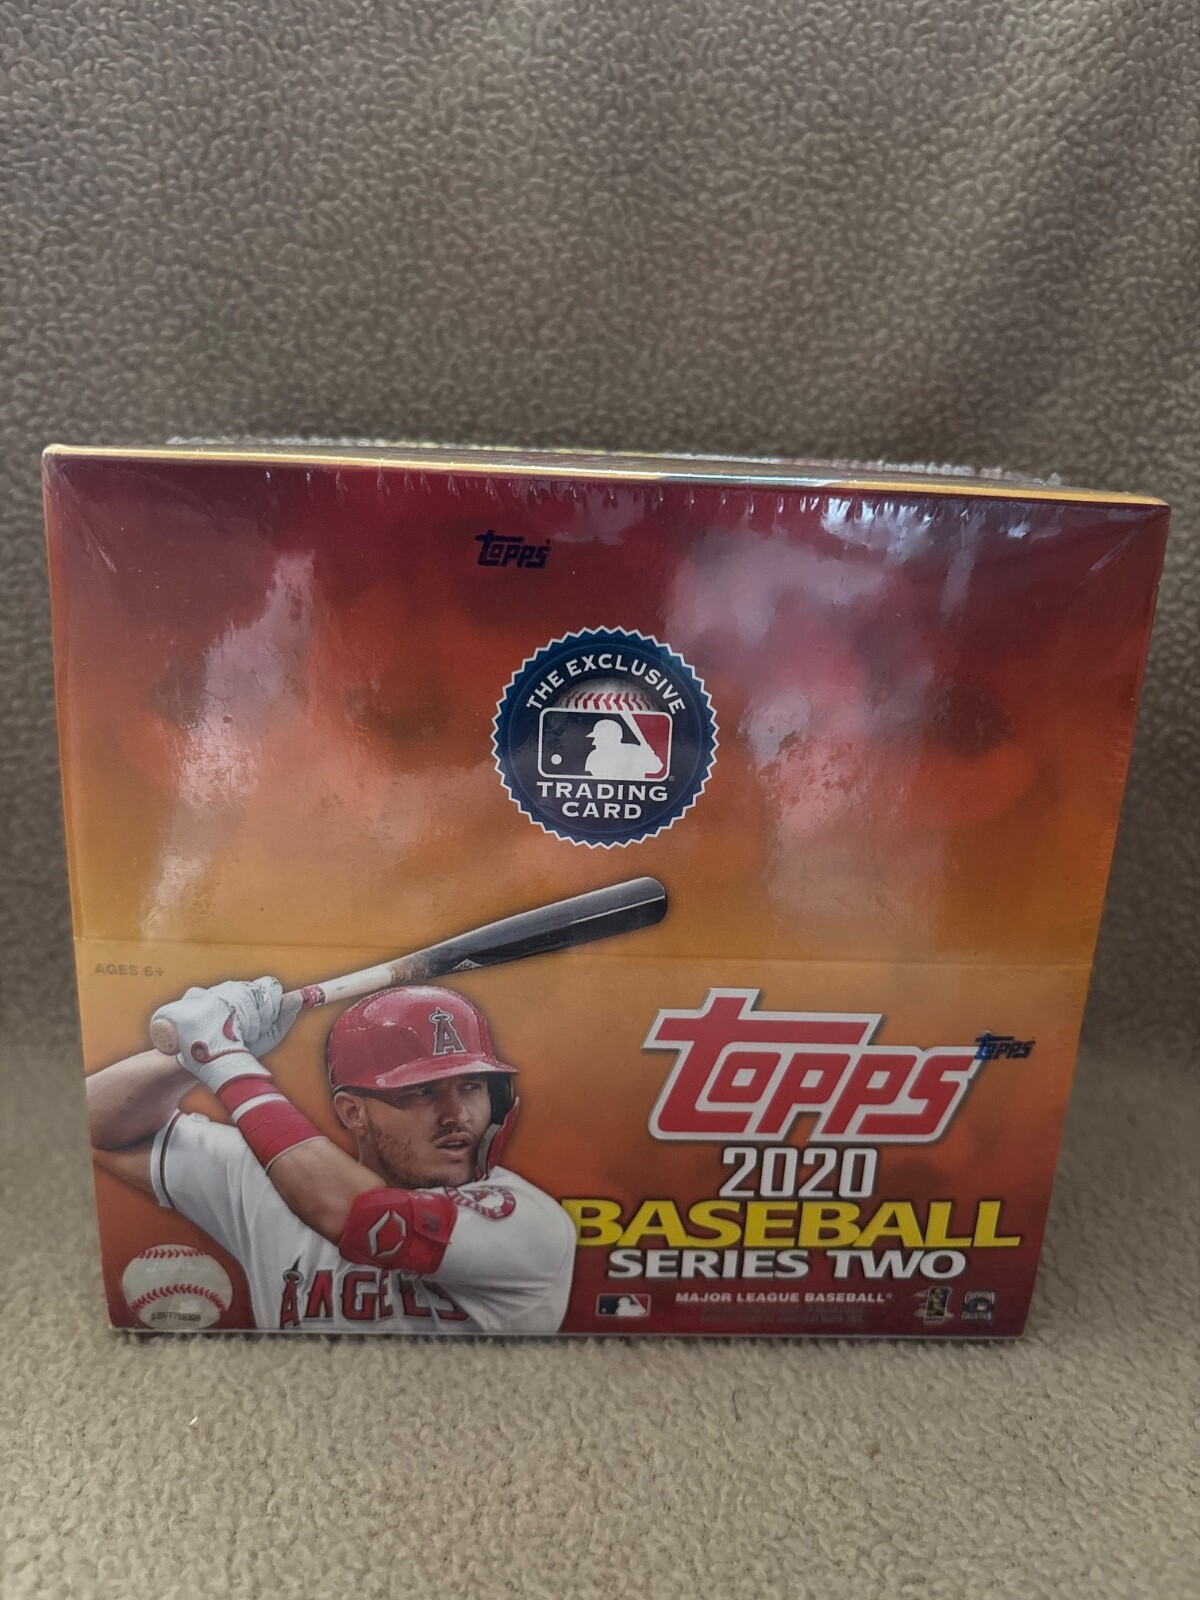 topps
THE EXCLUSIVE
TRADING
CARD
AGES 6+
A
topps
topps
2020
BASEBALL
SERIES TWO
ANGELS
MAJOR LEAGUE BASEBALL